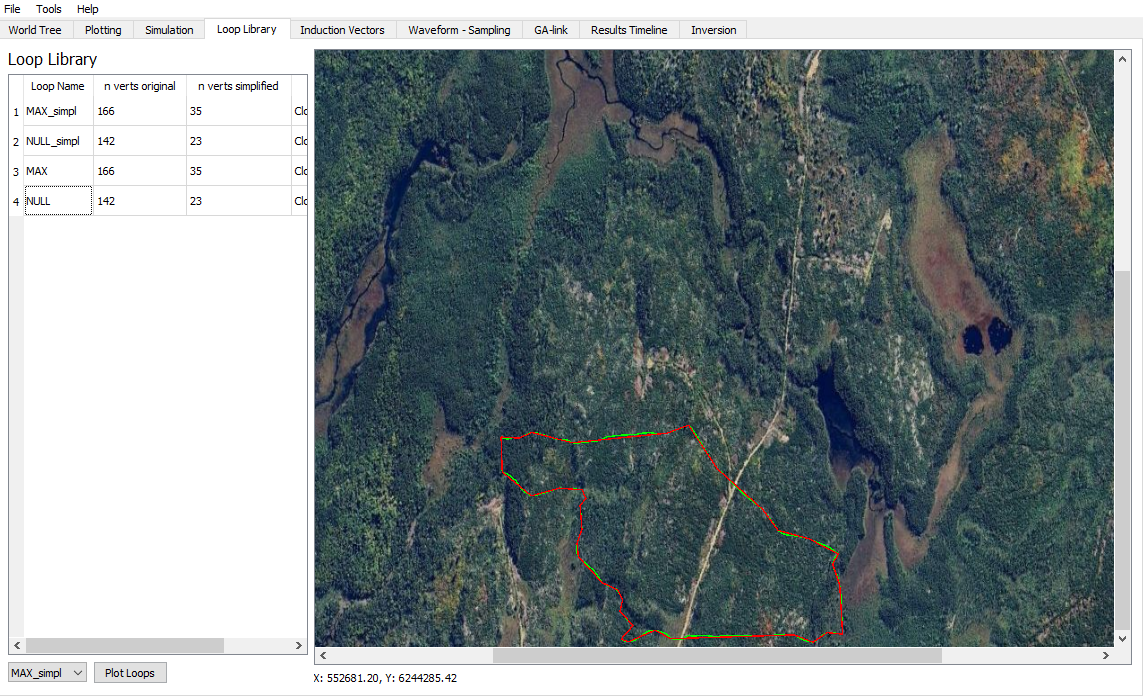 File Tools Help
World Tree Plotting Simulation Loop Library Induction Vectors Waveform - Sampling GA-link Results Timeline Inversion
Loop Library
Loop Name n verts original n verts simplified
1 MAX_simpl 166 35 Clo
2 NULL_simpl 142 23 Clo
3 MAX 166 35 Clo
4 NULL 142 23 Clo
MAX_simpl Plot Loops
X: 552681.20, Y: 6244285.42